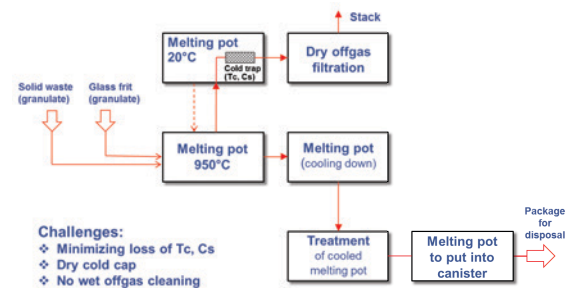 Stack
Melting pot
20°C
Cold trap
(Tc, Cs)
Dry offgas
filtration
Solid waste
(granulate)
Glass frit
(granulate)
Melting pot
950°C
Melting pot
(cooling down)
Treatment
of cooled
melting pot
Melting pot
to put into
canister
Package
for
disposal
Challenges:
❖ Minimizing loss of Tc, Cs
❖ Dry cold cap
❖ No wet offgas cleaning